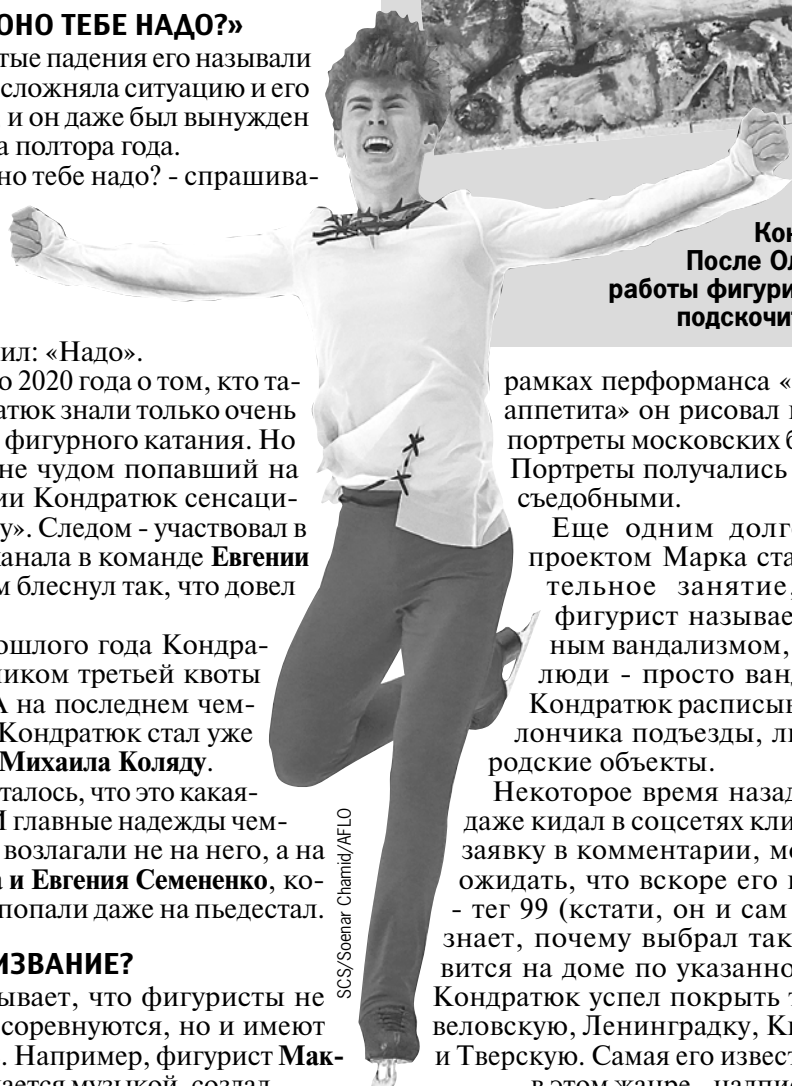 ОНО ТЕБЕ НАДО?»
тые падения его называли
сложняла ситуацию и его
и он даже был вынужден
а полтора года.
но тебе надо? - спрашива-
ил: «Надо».
о 2020 года о том, кто та-
атюк знали только очень
фигурного катания. Но
не чудом попавший на
ии Кондратюк сенсаци-
у». Следом - участвовал в
анала в команде Евгении
м блеснул так, что довел
ошлого года Кондра-
ником третьей квоты
А на последнем чем-
Кондратюк стал уже
Михаила Коляду.
талось, что это какая-
И главные надежды чем-
возлагали не на него, а на
а и Евгения Семененко, ко-
попали даже на пьедестал.
ИЗВАНИЕ?
ывает, что фигуристы не
соревнуются, но и имеют
. Например, фигурист Мак-
ается музыкой, создал
SCS/Soenar Chamid/AFLO
Кон
После Ол
работы фигури
подскочит
рамках перформанса «
аппетита» он рисовал
портреты московских б
Портреты получались
съедобными.
Еще одним долг
проектом Марка ста
тельное занятие,
фигурист называе
ным вандализмом,
люди - просто ванд
Кондратюк расписыв
лончика подъезды, ли
родские объекты.
Некоторое время назад
даже кидал в соцсетях кли
заявку в комментарии, мо
ожидать, что вскоре его
- тег 99 (кстати, он и сам
знает, почему выбрал так
вится на доме по указанно
Кондратюк успел покрыть т
веловскую, Ленинградку, К
и Тверскую. Самая его извест
в этом жанре - надпи